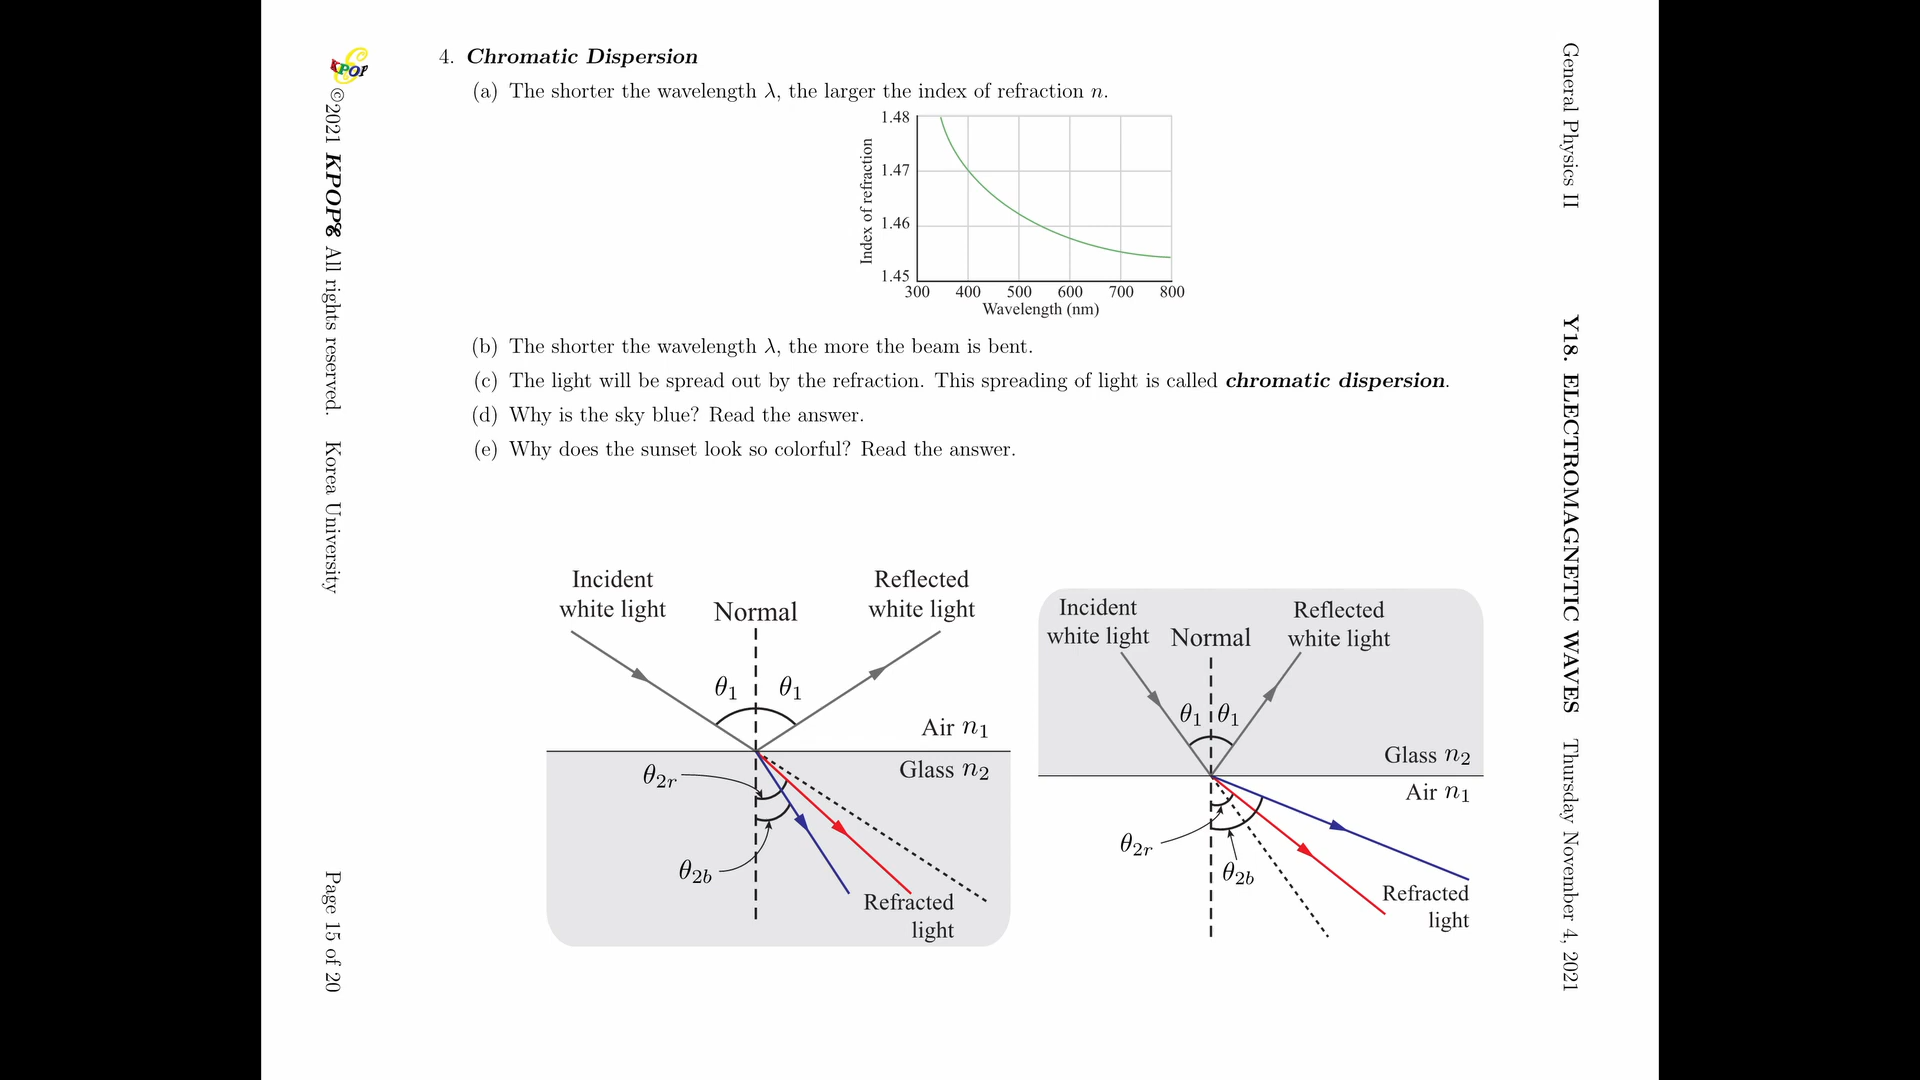 4. Chromatic Dispersion
(a) The shorter the wavelength λ, the larger the index of refraction n.
1.48
1.47
1.46
1.45
Index of refraction
300 400 500 600 700 800
Wavelength (nm)
(b) The shorter the wavelength λ, the more the beam is bent.
(c) The light will be spread out by the refraction. This spreading of light is called chromatic dispersion.
(d) Why is the sky blue? Read the answer.
(e) Why does the sunset look so colorful? Read the answer.
Incident
white light
Normal
Reflected
white light
θ1 θ1
Air n1
Glass n2
θ2r
θ2b
Refracted
light
Incident
white light
Normal
Reflected
white light
θ1 θ1
Glass n2
Air n1
θ2r
θ2b
Refracted
light
KPOP
©2021 KPOPⒺ All rights reserved. Korea University
Page 15 of 20
General Physics II
Y18. ELECTROMAGNETIC WAVES Thursday November 4, 2021